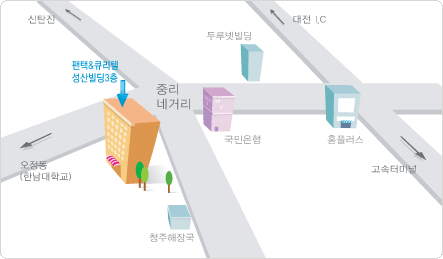 신탄진
대전 I,C
두루넷빌딩
팬택&큐리텔
성산빌딩3층
중리
네거리
국민은행
홈플러스
오정동
(한남대학교)
고속터미널
청주해장국